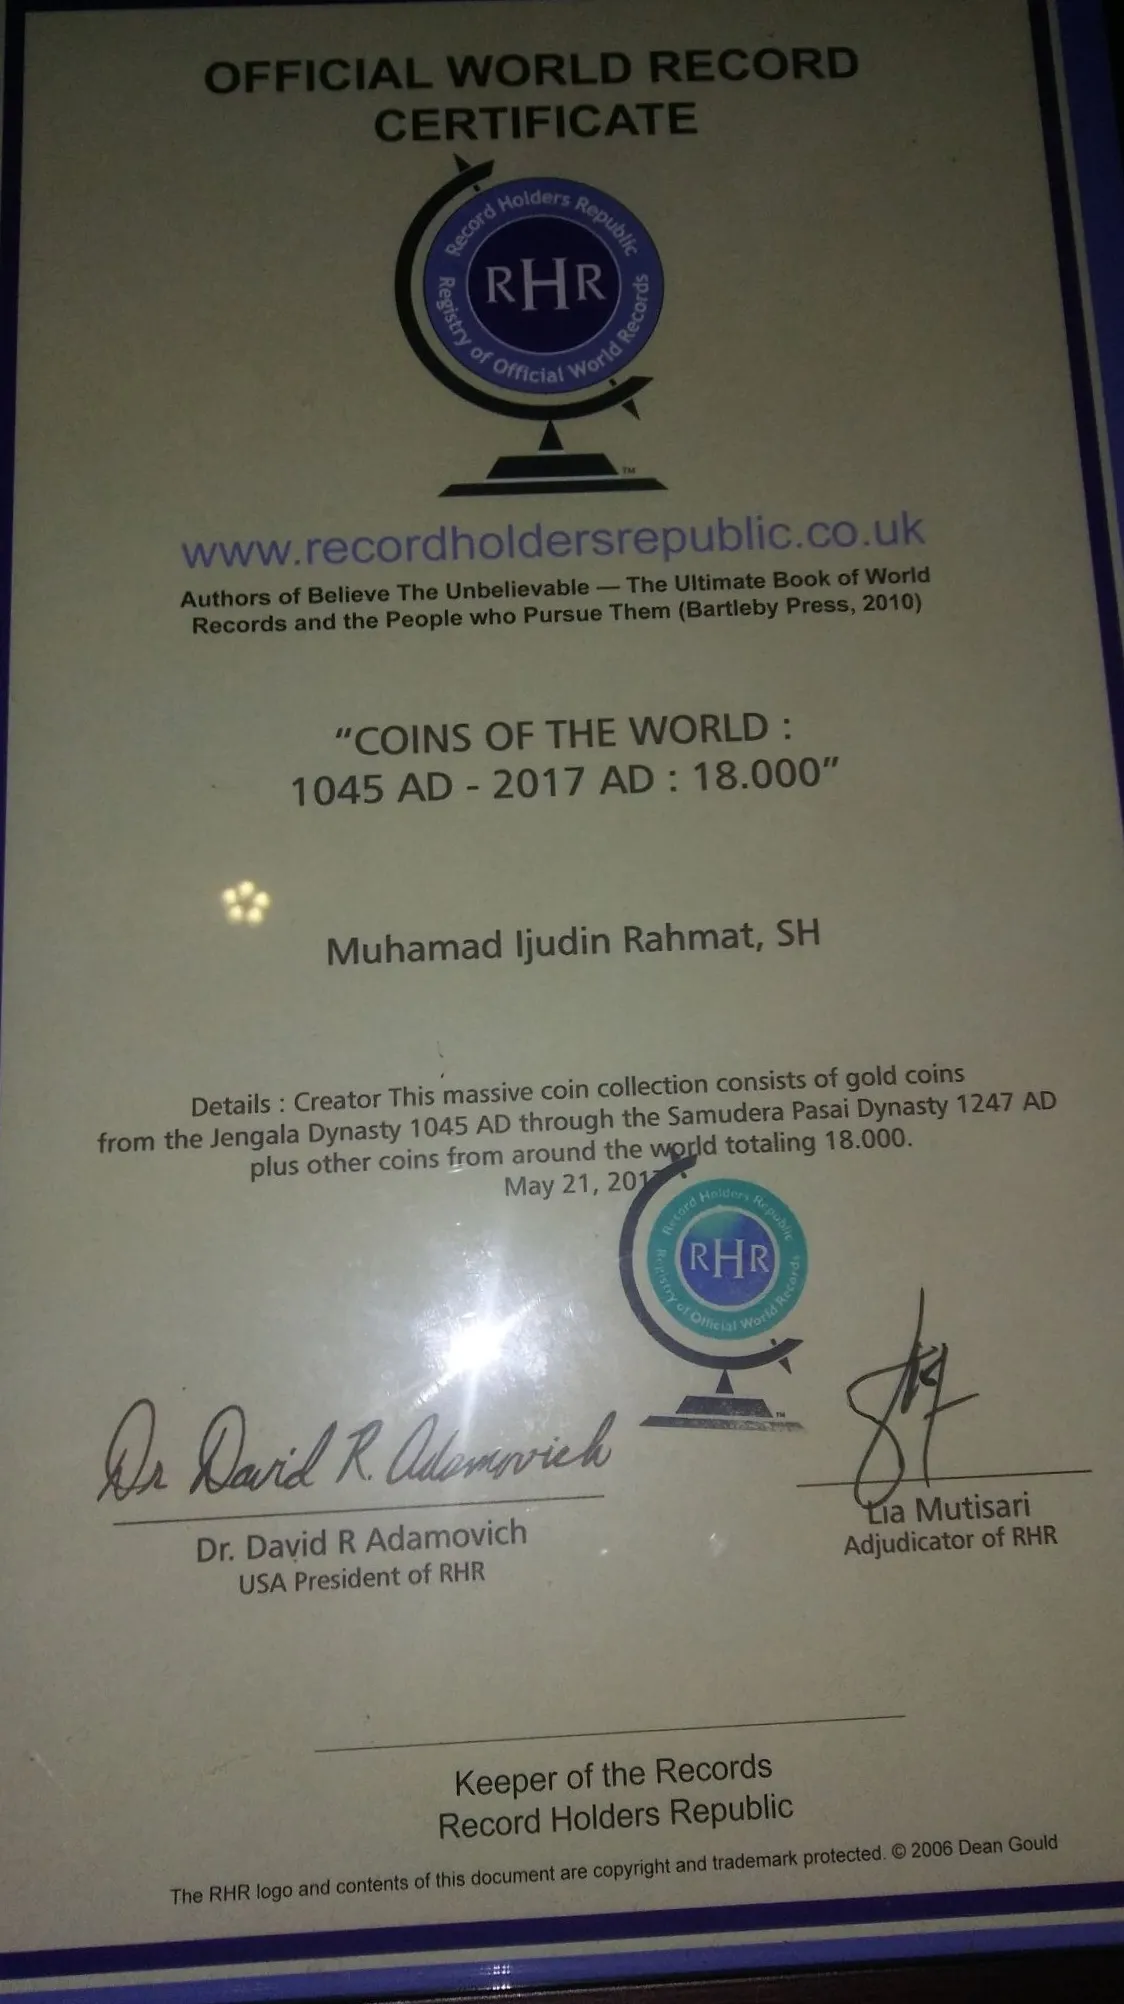 OFFICIAL WORLD RECORD
CERTIFICATE
Record Holders Republic
RHR
Registry of Official World Records
TM
www.recordholdersrepublic.co.uk
Authors of Believe The Unbelievable — The Ultimate Book of World
Records and the People who Pursue Them (Bartleby Press, 2010)
"COINS OF THE WORLD :
1045 AD - 2017 AD : 18.000"
Muhamad Ijudin Rahmat, SH
Details : Creator This massive coin collection consists of gold coins
from the Jengala Dynasty 1045 AD through the Samudera Pasai Dynasty 1247 AD
plus other coins from around the world totaling 18.000.
May 21, 2017
Record Holders Republic
RHR
Registry of Official World Records
TM
Dr David R. Adamovich
Dr. David R Adamovich
USA President of RHR
Lia Mutisari
Adjudicator of RHR
Keeper of the Records
Record Holders Republic
The RHR logo and contents of this document are copyright and trademark protected. © 2006 Dean Gould